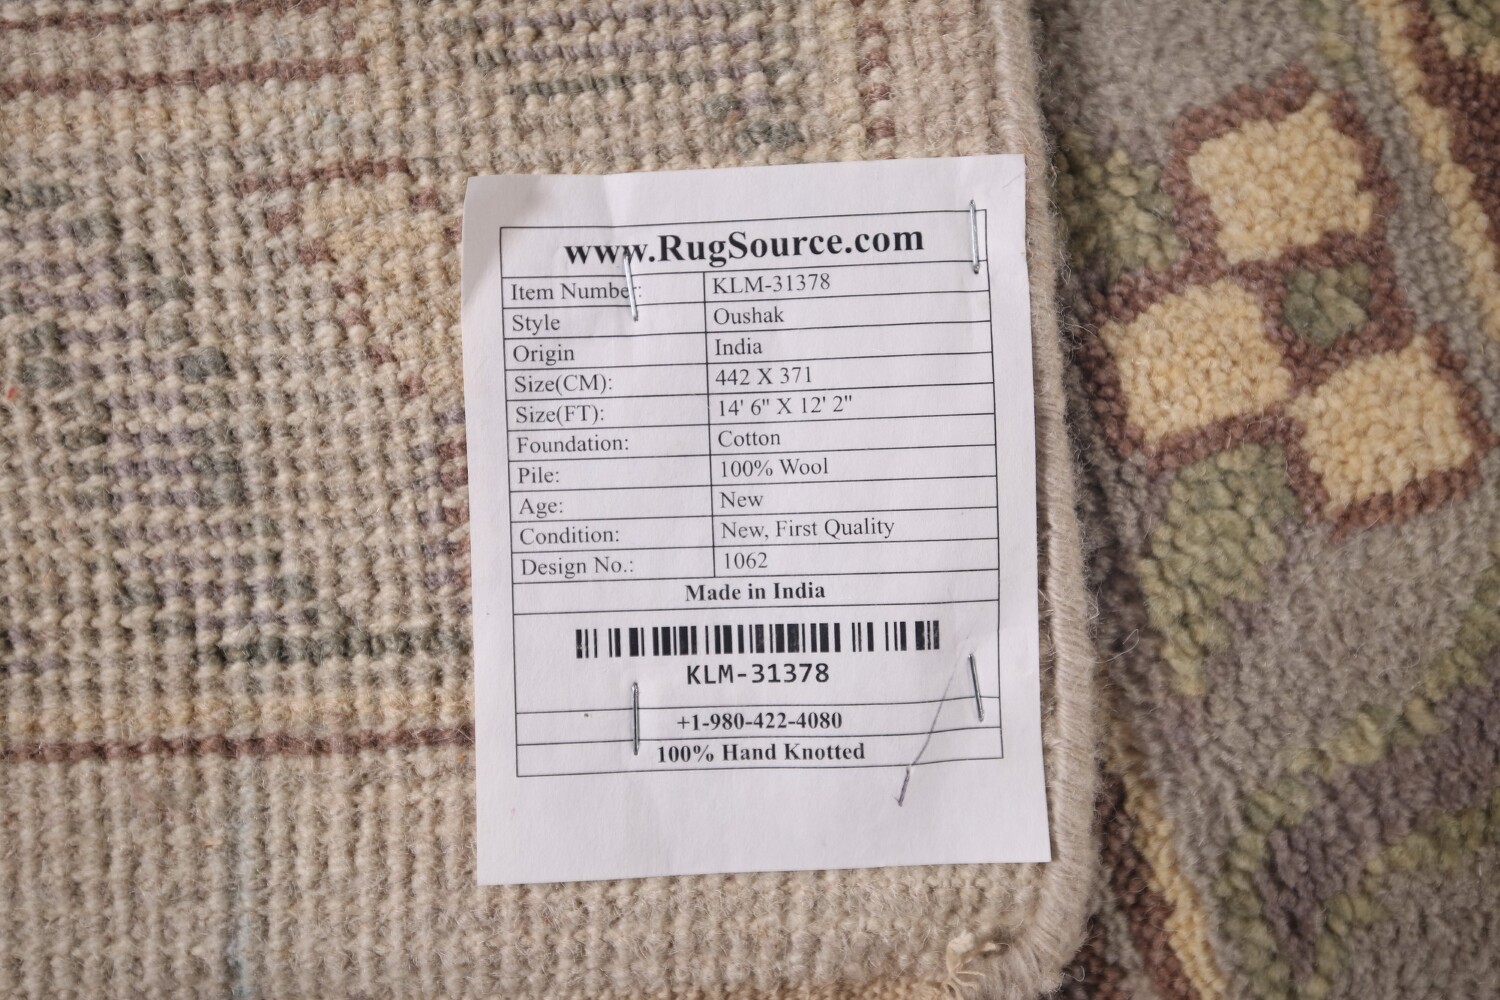 www.RugSource.com
Item Number: KLM-31378
Style Oushak
Origin India
Size(CM): 442 X 371
Size(FT): 14' 6" X 12' 2"
Foundation: Cotton
Pile: 100% Wool
Age: New
Condition: New, First Quality
Design No.: 1062
Made in India
KLM-31378
+1-980-422-4080
100% Hand Knotted